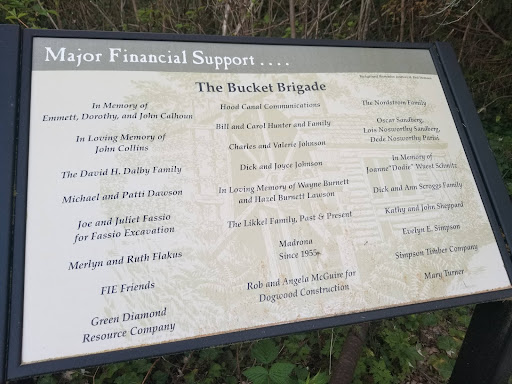 Major Financial Support . . . .
The Bucket Brigade
In Memory of
Emmett, Dorothy, and John Calhoun
In Loving Memory of
John Collins
The David H. Dalby Family
Michael and Patti Dawson
Joe and Juliet Fassio
for Fassio Excavation
Merlyn and Ruth Flakus
FIE Friends
Green Diamond
Resource Company
Hood Canal Communications
Bill and Carol Hunter and Family
Charles and Valerie Johnson
Dick and Joyce Johnson
In Loving Memory of Wayne Burnett
and Hazel Burnett Lawson
The Likkel Family, Past & Present
Madrona
Since 1955
Rob and Angela McGuire for
Dogwood Construction
The Nordstrom Family
Oscar Sandberg,
Lois Nosworthy Sandberg,
Dede Nosworthy Parks
In Memory of
Joanne "Dodie" Wurst Schnitz
Dick and Ann Scroggs Family
Kathy and John Sheppard
Evelyn E. Simpson
Simpson Timber Company
Mary Turner